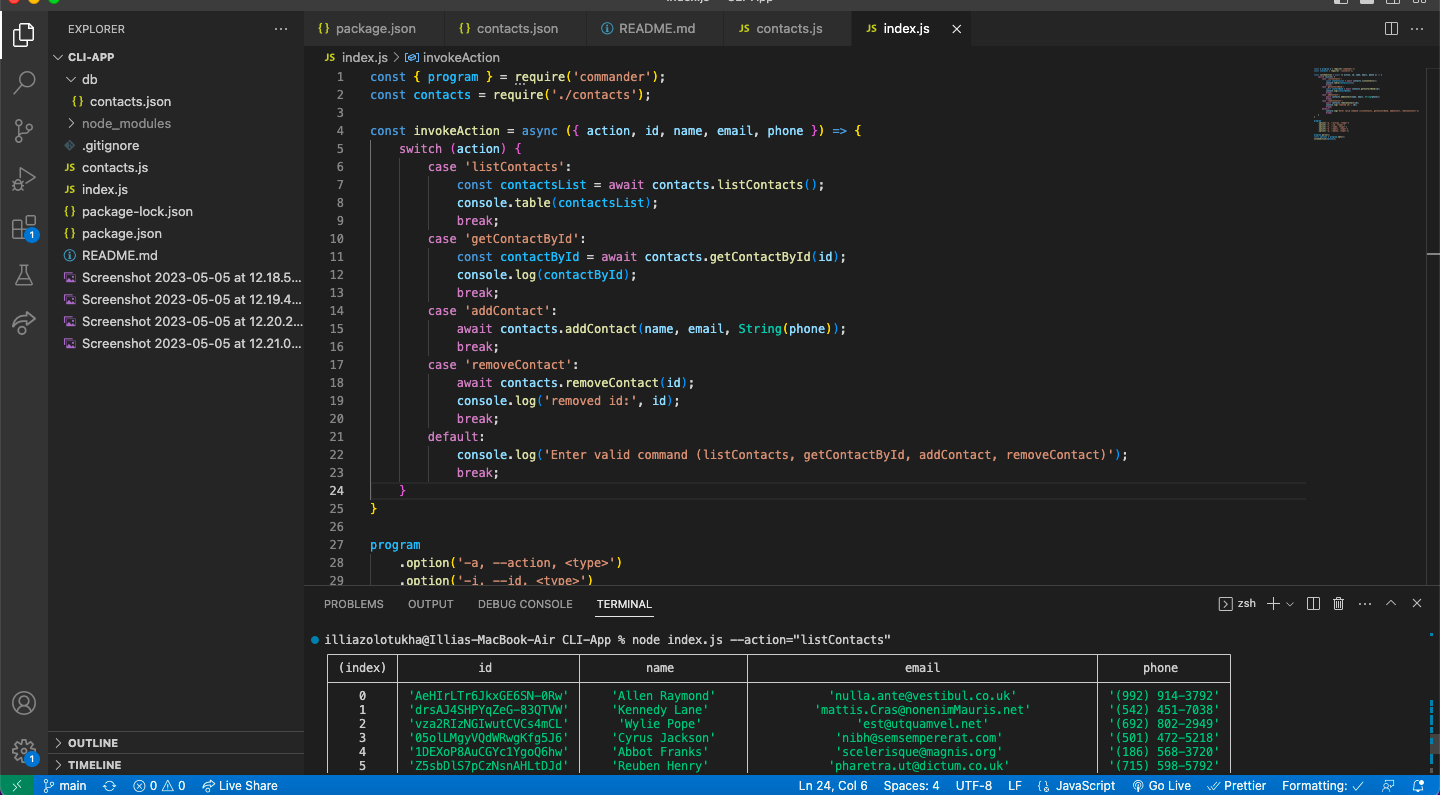 EXPLORER
CLI-APP
db
{} contacts.json
node_modules
.gitignore
JS contacts.js
JS index.js
{} package-lock.json
{} package.json
README.md
Screenshot 2023-05-05 at 12.18.5...
Screenshot 2023-05-05 at 12.19.4...
Screenshot 2023-05-05 at 12.20.2...
Screenshot 2023-05-05 at 12.21.0...
OUTLINE
TIMELINE
1
1
{} package.json {} contacts.json README.md JS contacts.js JS index.js
JS index.js > invokeAction
1 const { program } = require('commander');
2 const contacts = require('./contacts');
3
4 const invokeAction = async ({ action, id, name, email, phone }) => {
5 switch (action) {
6 case 'listContacts':
7 const contactsList = await contacts.listContacts();
8 console.table(contactsList);
9 break;
10 case 'getContactById':
11 const contactById = await contacts.getContactById(id);
12 console.log(contactById);
13 break;
14 case 'addContact':
15 await contacts.addContact(name, email, String(phone));
16 break;
17 case 'removeContact':
18 await contacts.removeContact(id);
19 console.log('removed id:', id);
20 break;
21 default:
22 console.log('Enter valid command (listContacts, getContactById, addContact, removeContact)');
23 break;
24 }
25 }
26
27 program
28 .option('-a, --action, <type>')
29 .option('-i, --id, <type>')
PROBLEMS OUTPUT DEBUG CONSOLE TERMINAL zsh
illiazolotukha@Illias-MacBook-Air CLI-App % node index.js --action="listContacts"
(index) id name email phone
0 'AeHIrLTr6JkxGE6SN-0Rw' 'Allen Raymond' 'nulla.ante@vestibul.co.uk' '(992) 914-3792'
1 'drsAJ4SHPYqZeG-83QTVW' 'Kennedy Lane' 'mattis.Cras@nonenimMauris.net' '(542) 451-7038'
2 'vza2RIzNGIwutCVCs4mCL' 'Wylie Pope' 'est@utquamvel.net' '(692) 802-2949'
3 '05olLMgyVQdWRwgKfg5J6' 'Cyrus Jackson' 'nibh@semsempererat.com' '(501) 472-5218'
4 '1DEXoP8AuCGYc1YgoQ6hw' 'Abbot Franks' 'scelerisque@magnis.org' '(186) 568-3720'
5 'Z5sbDlS7pCzNsnAHLtDJd' 'Reuben Henry' 'pharetra.ut@dictum.co.uk' '(715) 598-5792'
main 0 0 Live Share Ln 24, Col 6 Spaces: 4 UTF-8 LF {} JavaScript Go Live Prettier Formatting: